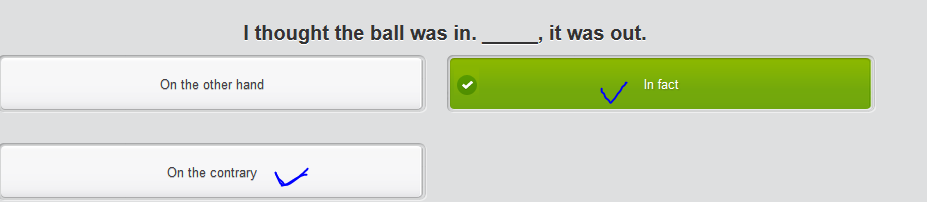 I thought the ball was in. _____, it was out.
On the other hand
In fact
On the contrary